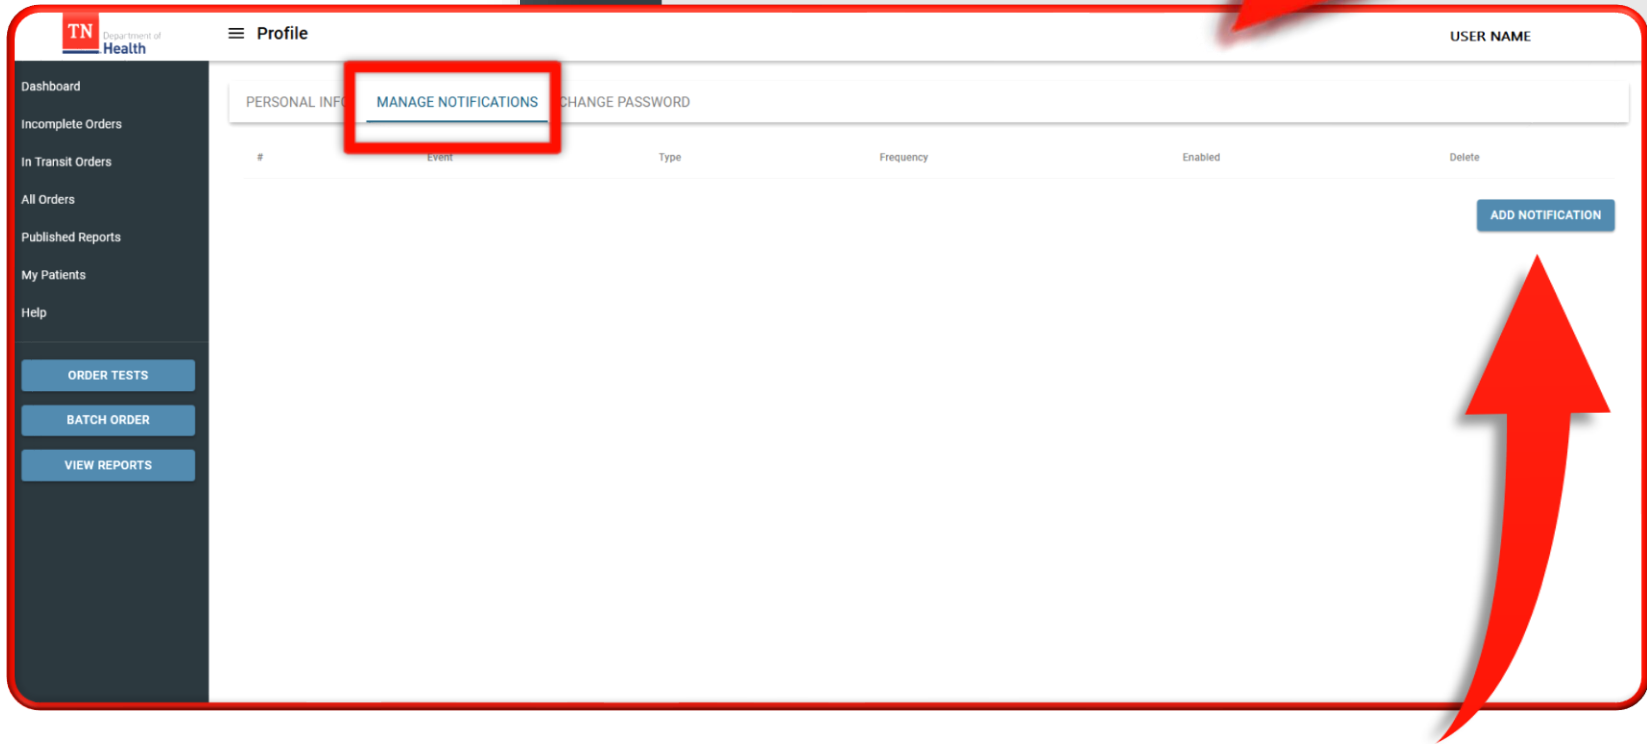 TN Department of
Health
Profile
USER NAME
Dashboard
Incomplete Orders
In Transit Orders
All Orders
Published Reports
My Patients
Help
ORDER TESTS
BATCH ORDER
VIEW REPORTS
PERSONAL INFO MANAGE NOTIFICATIONS CHANGE PASSWORD
# Event Type Frequency Enabled Delete
ADD NOTIFICATION